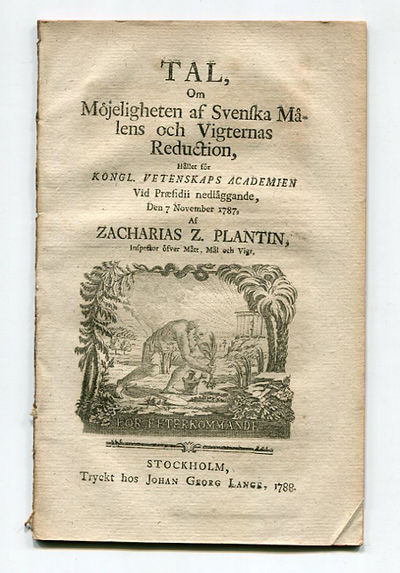 TAL,
Om
Möjeligheten af Svenſka Må-
lens och Vigternas
Reduction,
Hållet för
KONGL. VETENSKAPS ACADEMIEN
Vid Præſidii nedläggande,
Den 7 November 1787,
Af
ZACHARIAS Z. PLANTIN,
Inſpector öfver Mått, Mål och Vigt,
FÖR EFTERKOMMANDE
STOCKHOLM,
Tryckt hos JOHAN GEORG LANGE, 1788.